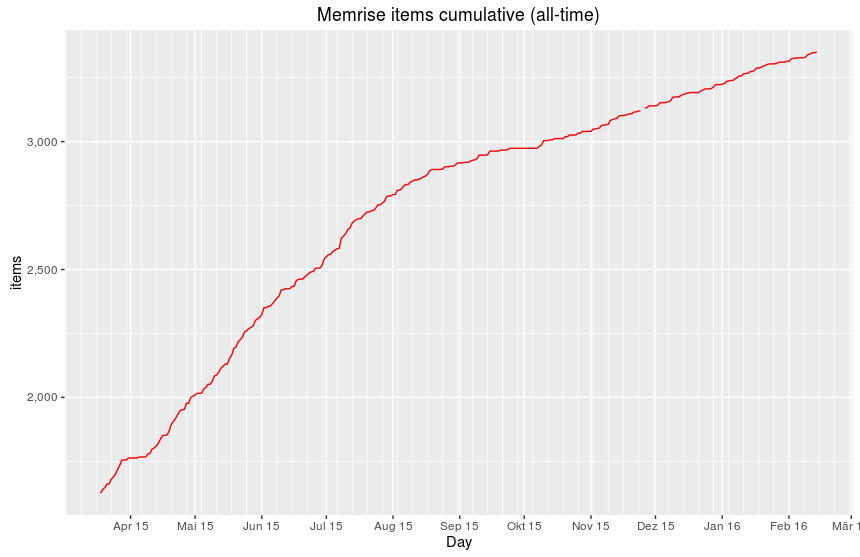 Memrise items cumulative (all-time)
3,000
2,500
2,000
items
Apr 15 Mai 15 Jun 15 Jul 15 Aug 15 Sep 15 Okt 15 Nov 15 Dez 15 Jan 16 Feb 16 Mär 1
Day